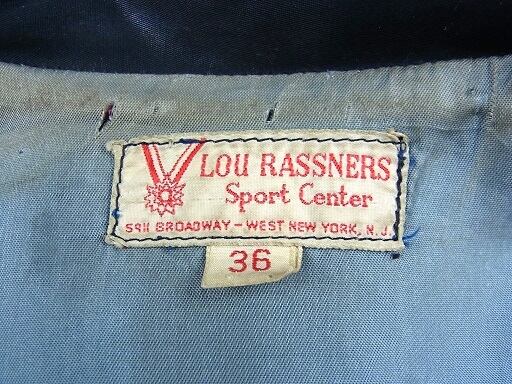 LOU RASSNERS
Sport Center
5911 BROADWAY - WEST NEW YORK, N.J.
36